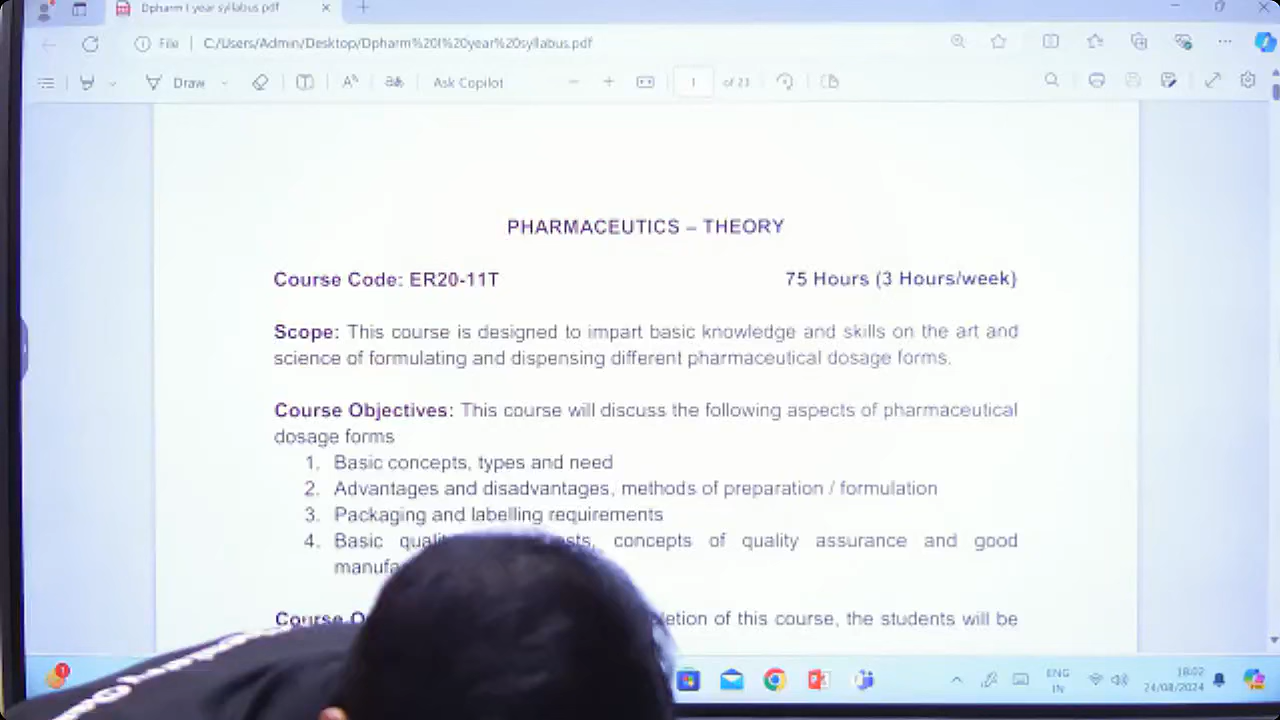 Dpharm I year syllabus.pdf
File
C:/Users/Admin/Desktop/Dpharm%20I%20year%20syllabus.pdf
Draw
Ask Copilot
1
of 23
PHARMACEUTICS – THEORY
Course Code: ER20-11T
75 Hours (3 Hours/week)
Scope: This course is designed to impart basic knowledge and skills on the art and
science of formulating and dispensing different pharmaceutical dosage forms.
Course Objectives: This course will discuss the following aspects of pharmaceutical
dosage forms
1. Basic concepts, types and need
2. Advantages and disadvantages, methods of preparation / formulation
3. Packaging and labelling requirements
4. Basic concepts of quality assurance and good
Course of this course, the students will be
1
ENG
IN
18:02
24/08/2024